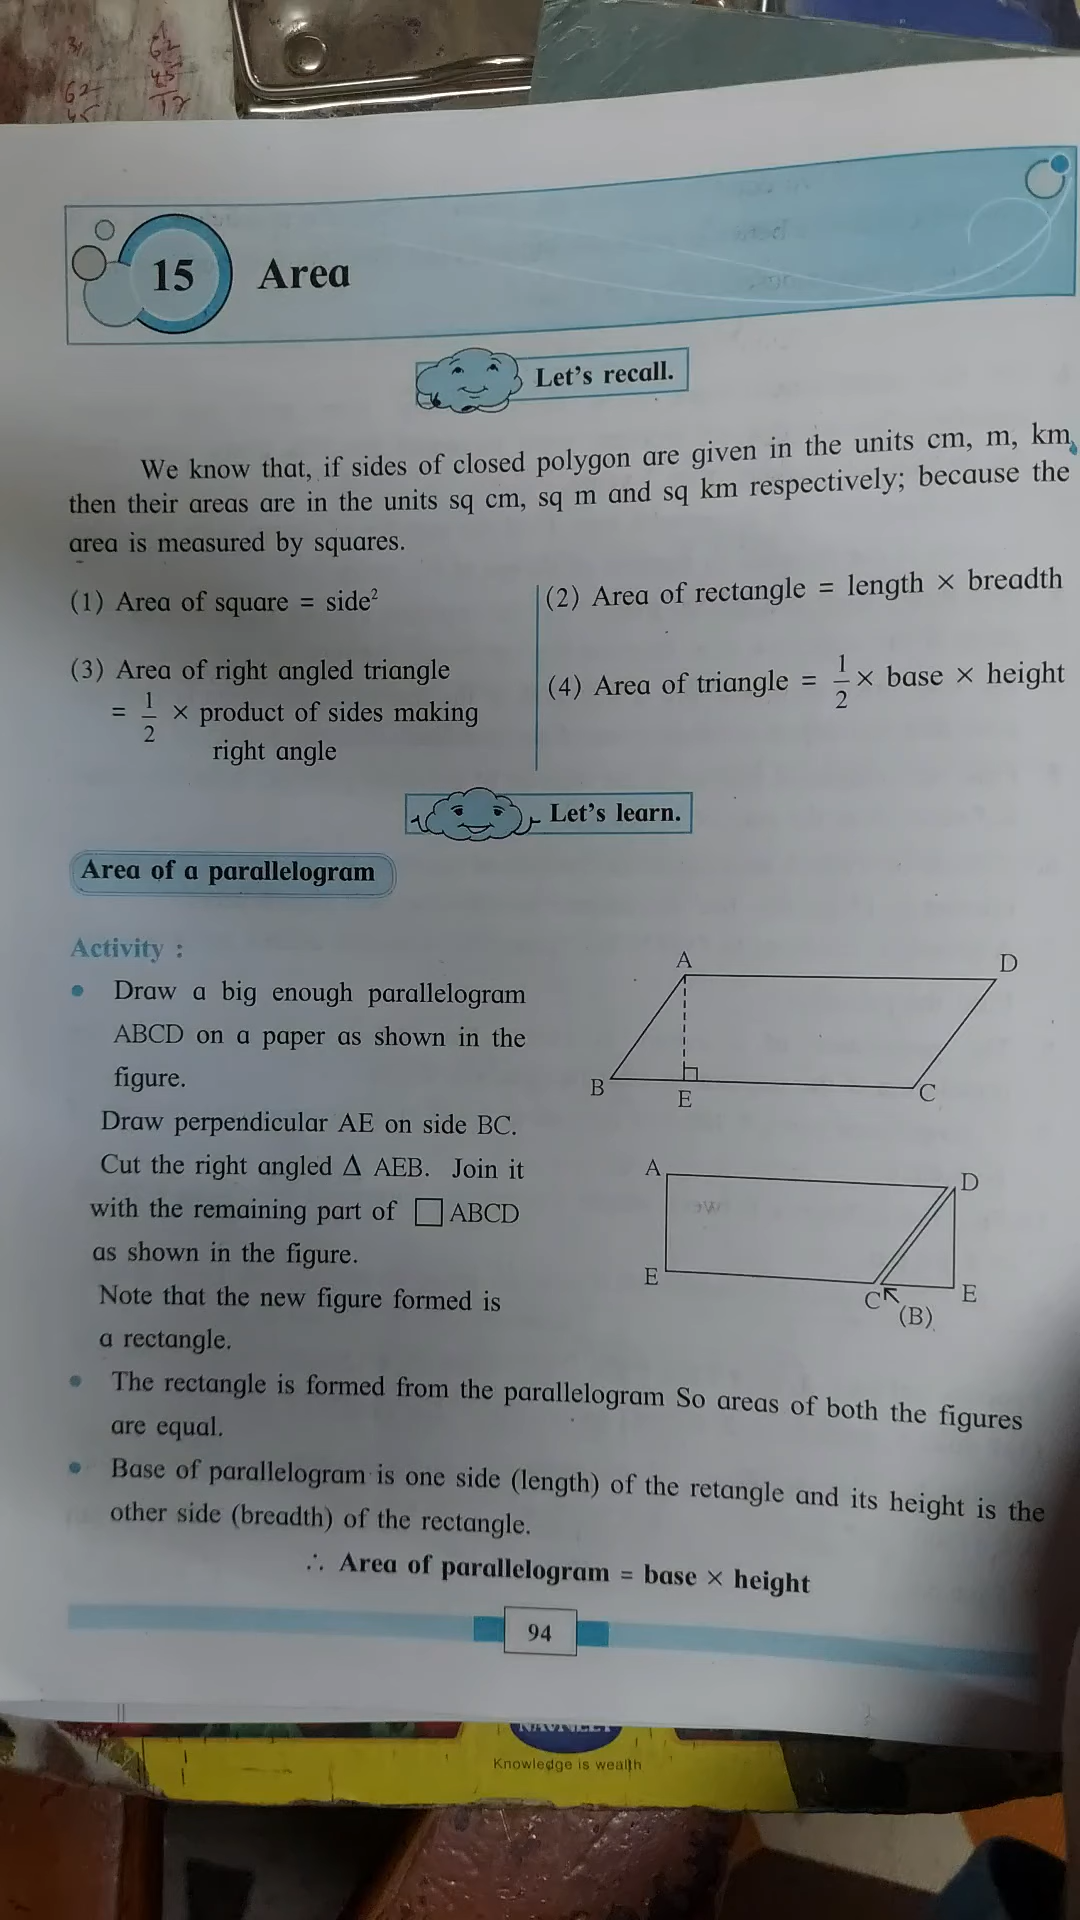 15 Area
Let's recall.
We know that, if sides of closed polygon are given in the units cm, m, km,
then their areas are in the units sq cm, sq m and sq km respectively; because the
area is measured by squares.
(1) Area of square = side²
(2) Area of rectangle = length × breadth
(3) Area of right angled triangle
= 1/2 × product of sides making
right angle
(4) Area of triangle = 1/2 × base × height
Let's learn.
Area of a parallelogram
Activity :
• Draw a big enough parallelogram
ABCD on a paper as shown in the
figure.
Draw perpendicular AE on side BC.
Cut the right angled Δ AEB. Join it
with the remaining part of □ ABCD
as shown in the figure.
Note that the new figure formed is
a rectangle.
A D
B E C
A D
E C (B) E
• The rectangle is formed from the parallelogram So areas of both the figures
are equal.
• Base of parallelogram is one side (length) of the retangle and its height is the
other side (breadth) of the rectangle.
∴ Area of parallelogram = base × height
94
NAVNEET
Knowledge is wealth